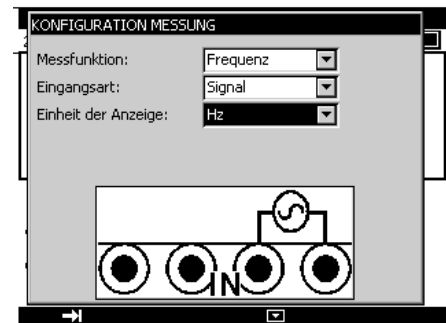 KONFIGURATION MESSUNG
Messfunktion: Frequenz
Eingangsart: Signal
Einheit der Anzeige: Hz
IN